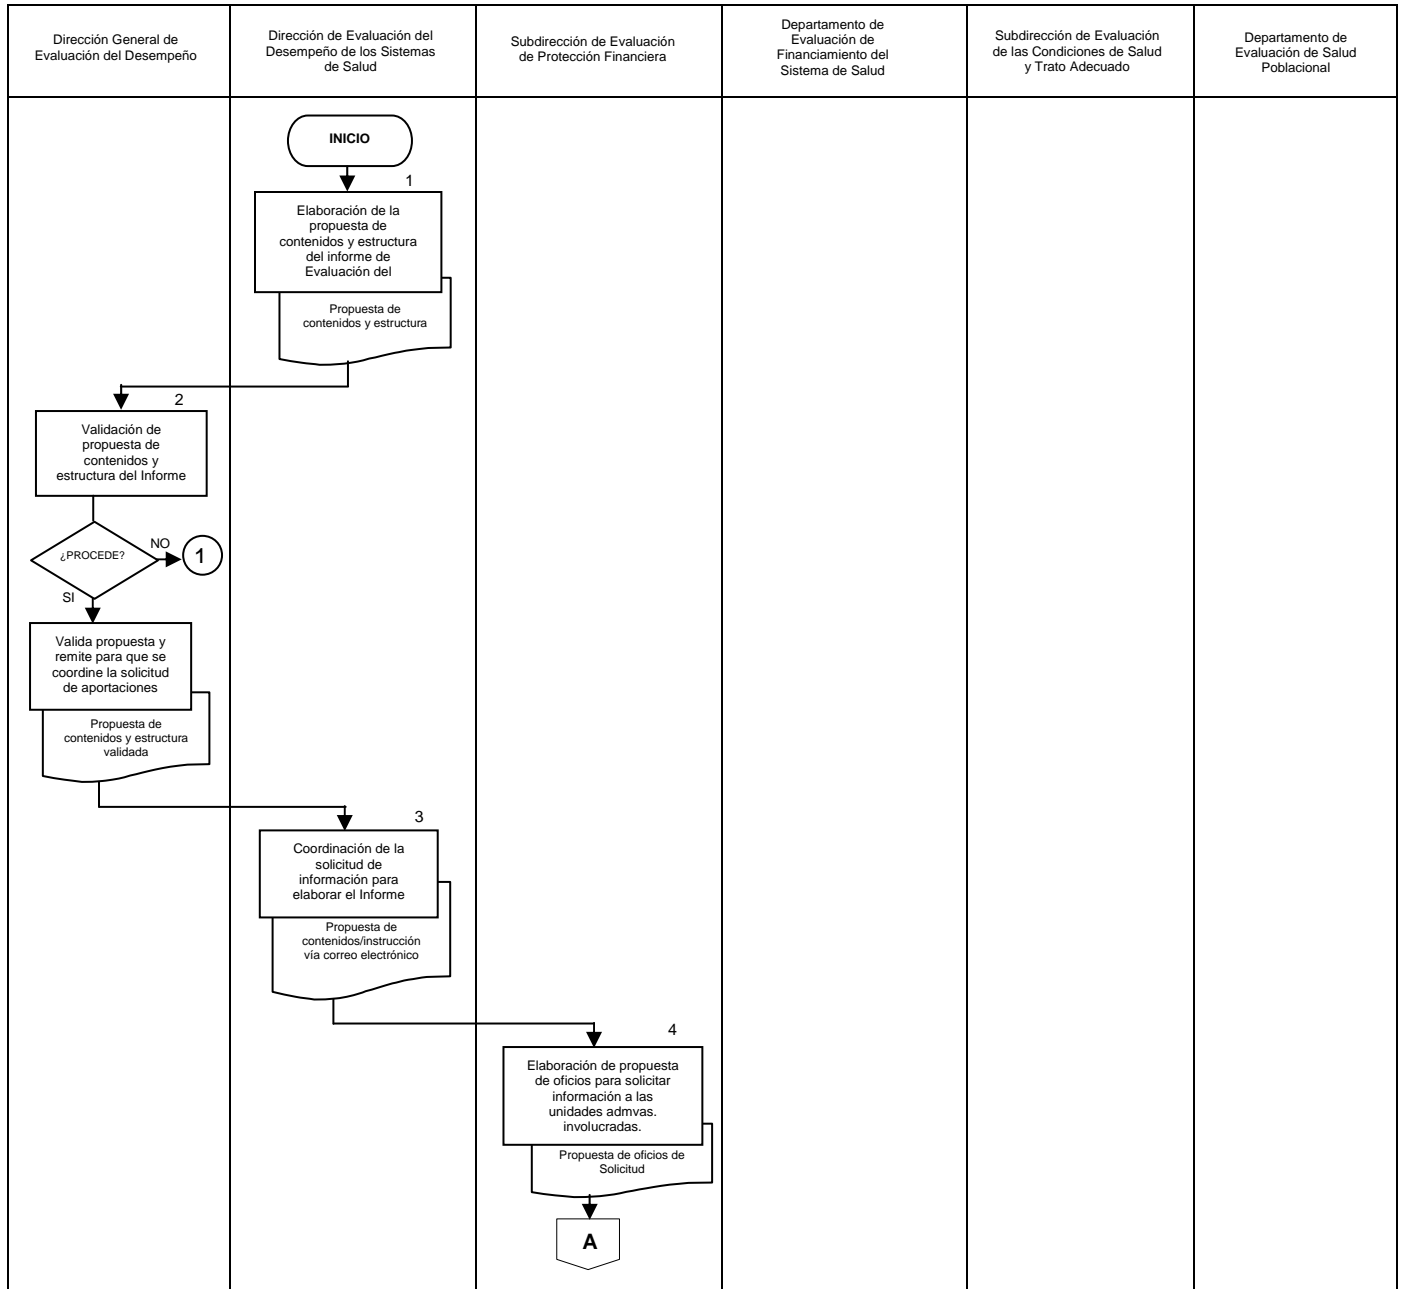 Dirección General de
Evaluación del Desempeño
Dirección de Evaluación del
Desempeño de los Sistemas
de Salud
Subdirección de Evaluación
de Protección Financiera
Departamento de
Evaluación de
Financiamiento del
Sistema de Salud
Subdirección de Evaluación
de las Condiciones de Salud
y Trato Adecuado
Departamento de
Evaluación de Salud
Poblacional
INICIO
1
Elaboración de la
propuesta de
contenidos y estructura
del informe de
Evaluación del
Propuesta de
contenidos y estructura
2
Validación de
propuesta de
contenidos y
estructura del Informe
¿PROCEDE?
NO
1
SI
Valida propuesta y
remite para que se
coordine la solicitud
de aportaciones
Propuesta de
contenidos y estructura
validada
3
Coordinación de la
solicitud de
información para
elaborar el Informe
Propuesta de
contenidos/instrucción
vía correo electrónico
4
Elaboración de propuesta
de oficios para solicitar
información a las
unidades admvas.
involucradas.
Propuesta de oficios de
Solicitud
A